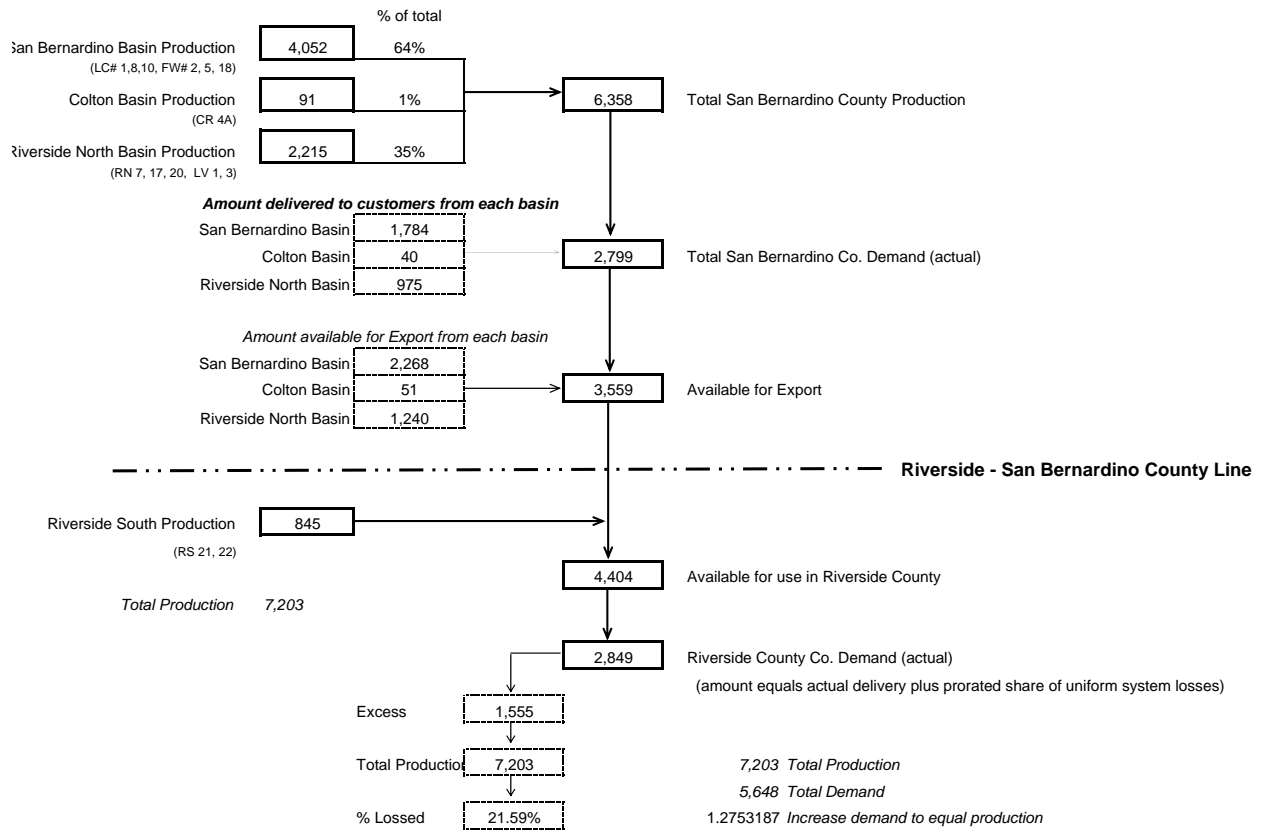 % of total
San Bernardino Basin Production 4,052 64%
(LC# 1,8,10, FW# 2, 5, 18)
Colton Basin Production 91 1% 6,358 Total San Bernardino County Production
(CR 4A)
Riverside North Basin Production 2,215 35%
(RN 7, 17, 20, LV 1, 3)
Amount delivered to customers from each basin
San Bernardino Basin 1,784
Colton Basin 40 2,799 Total San Bernardino Co. Demand (actual)
Riverside North Basin 975
Amount available for Export from each basin
San Bernardino Basin 2,268
Colton Basin 51 3,559 Available for Export
Riverside North Basin 1,240
Riverside - San Bernardino County Line
Riverside South Production 845
(RS 21, 22)
4,404 Available for use in Riverside County
Total Production 7,203
2,849 Riverside County Co. Demand (actual)
(amount equals actual delivery plus prorated share of uniform system losses)
Excess 1,555
Total Production 7,203 7,203 Total Production
5,648 Total Demand
% Lossed 21.59% 1.2753187 Increase demand to equal production